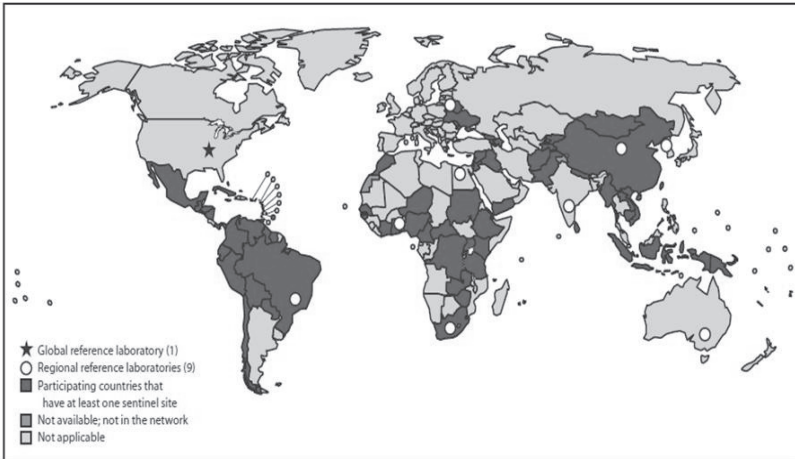 Global reference laboratory (1)
Regional reference laboratories (9)
Participating countries that
have at least one sentinel site
Not available; not in the network
Not applicable